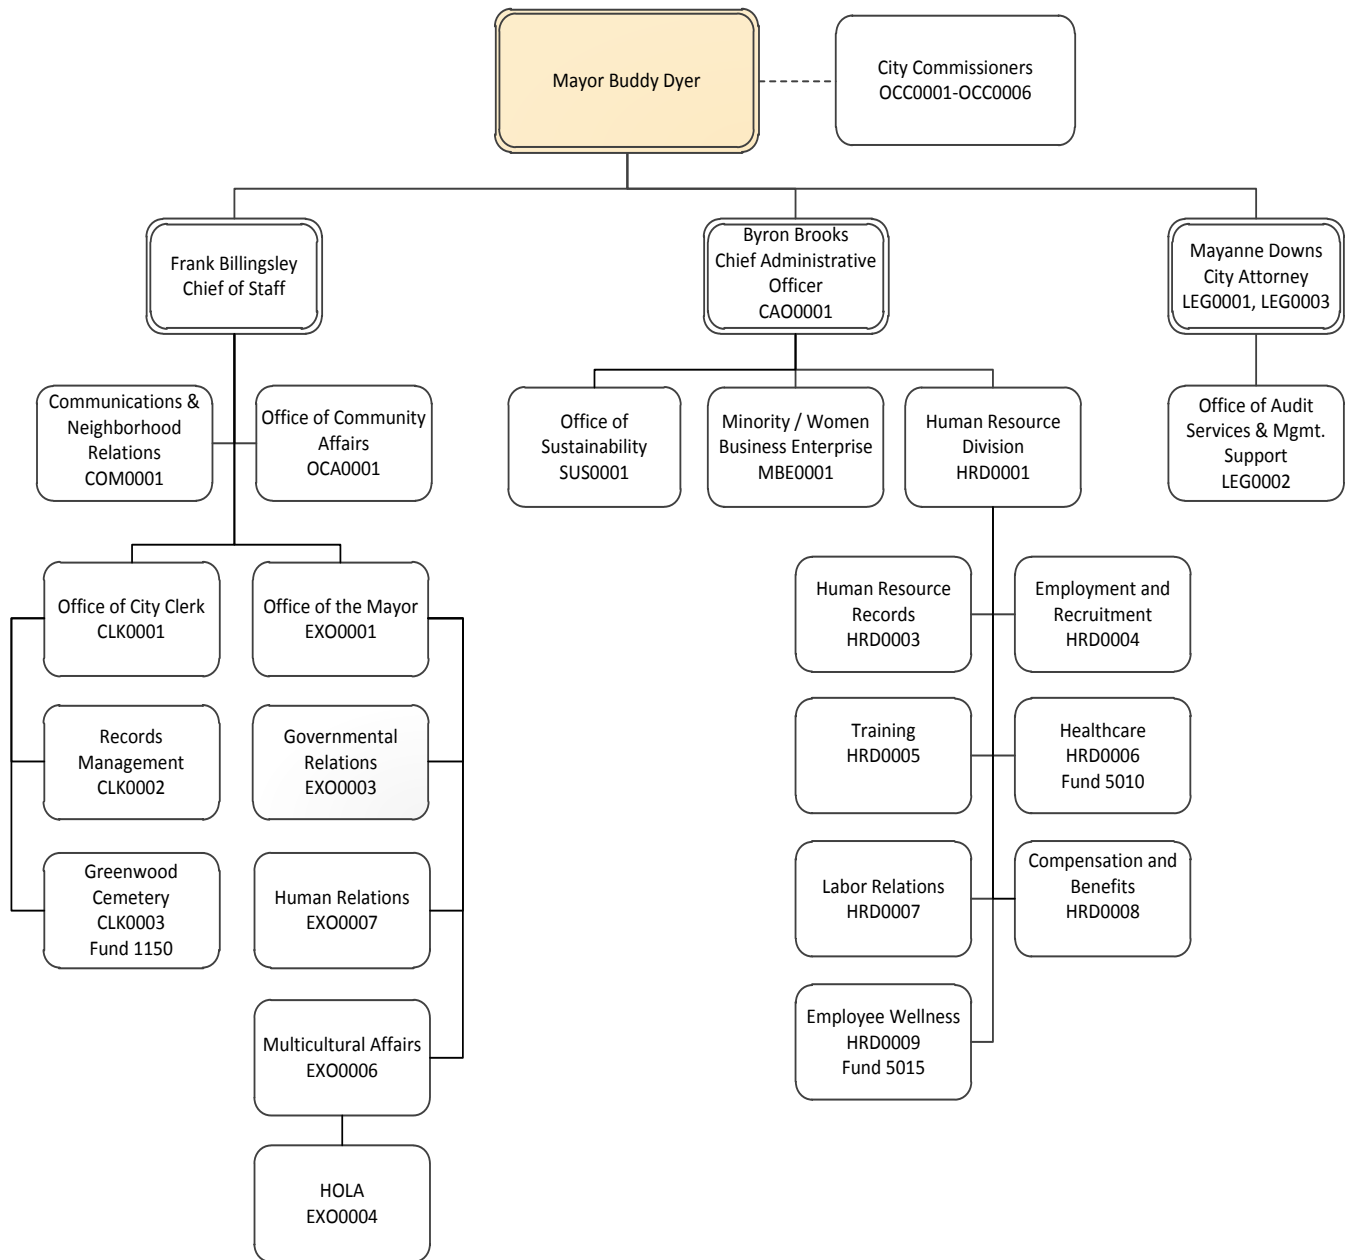 Mayor Buddy Dyer
City Commissioners
OCC0001-OCC0006
Frank Billingsley
Chief of Staff
Byron Brooks
Chief Administrative
Officer
CAO0001
Mayanne Downs
City Attorney
LEG0001, LEG0003
Communications &
Neighborhood
Relations
COM0001
Office of Community
Affairs
OCA0001
Office of
Sustainability
SUS0001
Minority / Women
Business Enterprise
MBE0001
Human Resource
Division
HRD0001
Office of Audit
Services & Mgmt.
Support
LEG0002
Office of City Clerk
CLK0001
Office of the Mayor
EXO0001
Human Resource
Records
HRD0003
Employment and
Recruitment
HRD0004
Records
Management
CLK0002
Governmental
Relations
EXO0003
Training
HRD0005
Healthcare
HRD0006
Fund 5010
Greenwood
Cemetery
CLK0003
Fund 1150
Human Relations
EXO0007
Labor Relations
HRD0007
Compensation and
Benefits
HRD0008
Multicultural Affairs
EXO0006
Employee Wellness
HRD0009
Fund 5015
HOLA
EXO0004